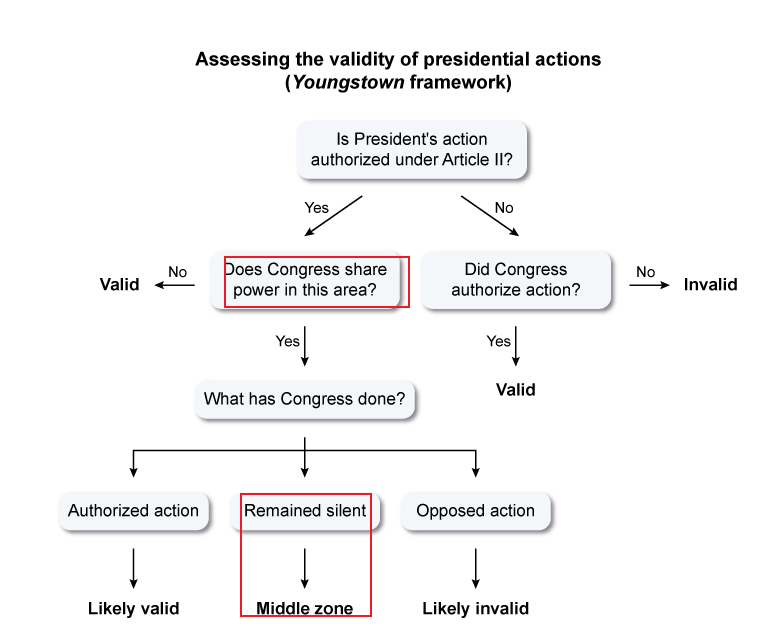 Assessing the validity of presidential actions
(Youngstown framework)
Is President's action
authorized under Article II?
Yes
No
Valid
No
Does Congress share
power in this area?
Did Congress
authorize action?
No
Invalid
Yes
Yes
Valid
What has Congress done?
Authorized action
Remained silent
Opposed action
Likely valid
Middle zone
Likely invalid